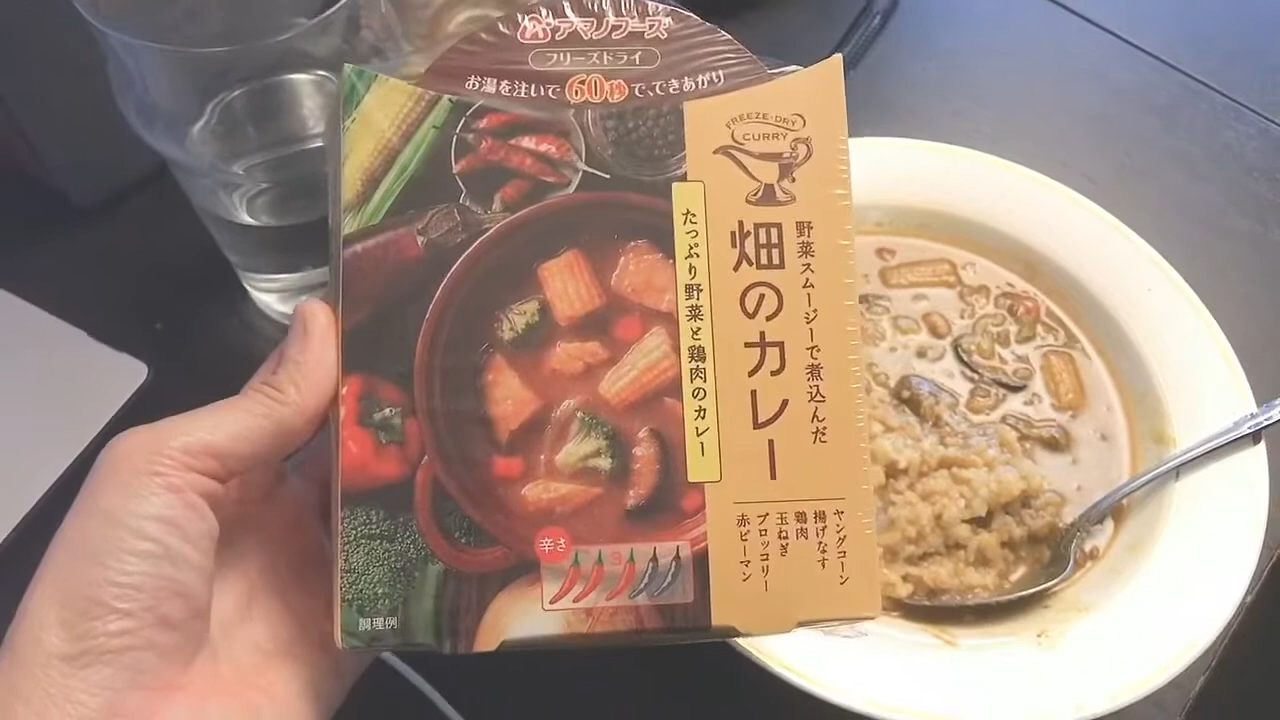 アマノフーズ
フリーズドライ
お湯を注いで60秒で、できあがり
FREEZE・DRY
CURRY
野菜スムージーで煮込んだ
畑のカレー
たっぷり野菜と鶏肉のカレー
ヤングコーン
揚げなす
鶏肉
玉ねぎ
ブロッコリー
赤ピーマン
辛さ
3
調理例